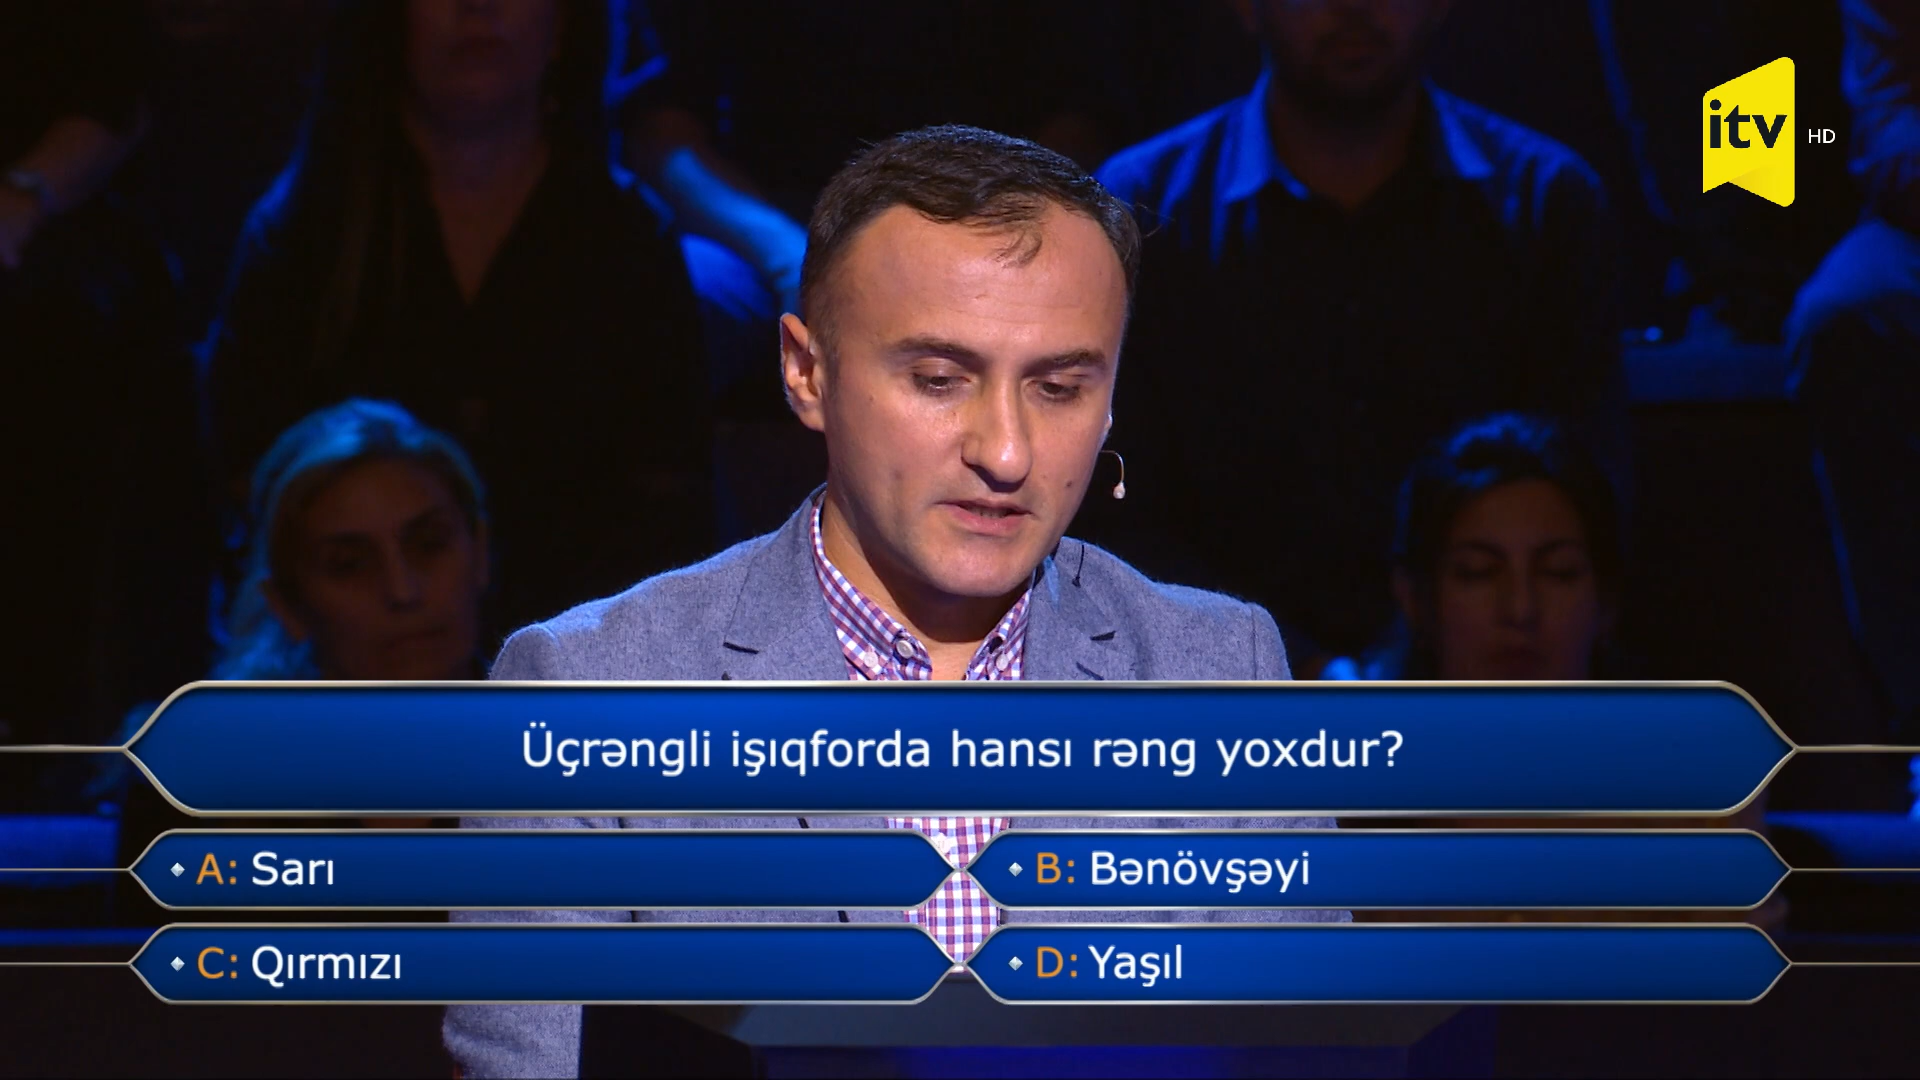 itv HD
Üçrəngli işıqforda hansı rəng yoxdur?
A: Sarı
B: Bənövşəyi
C: Qırmızı
D: Yaşıl